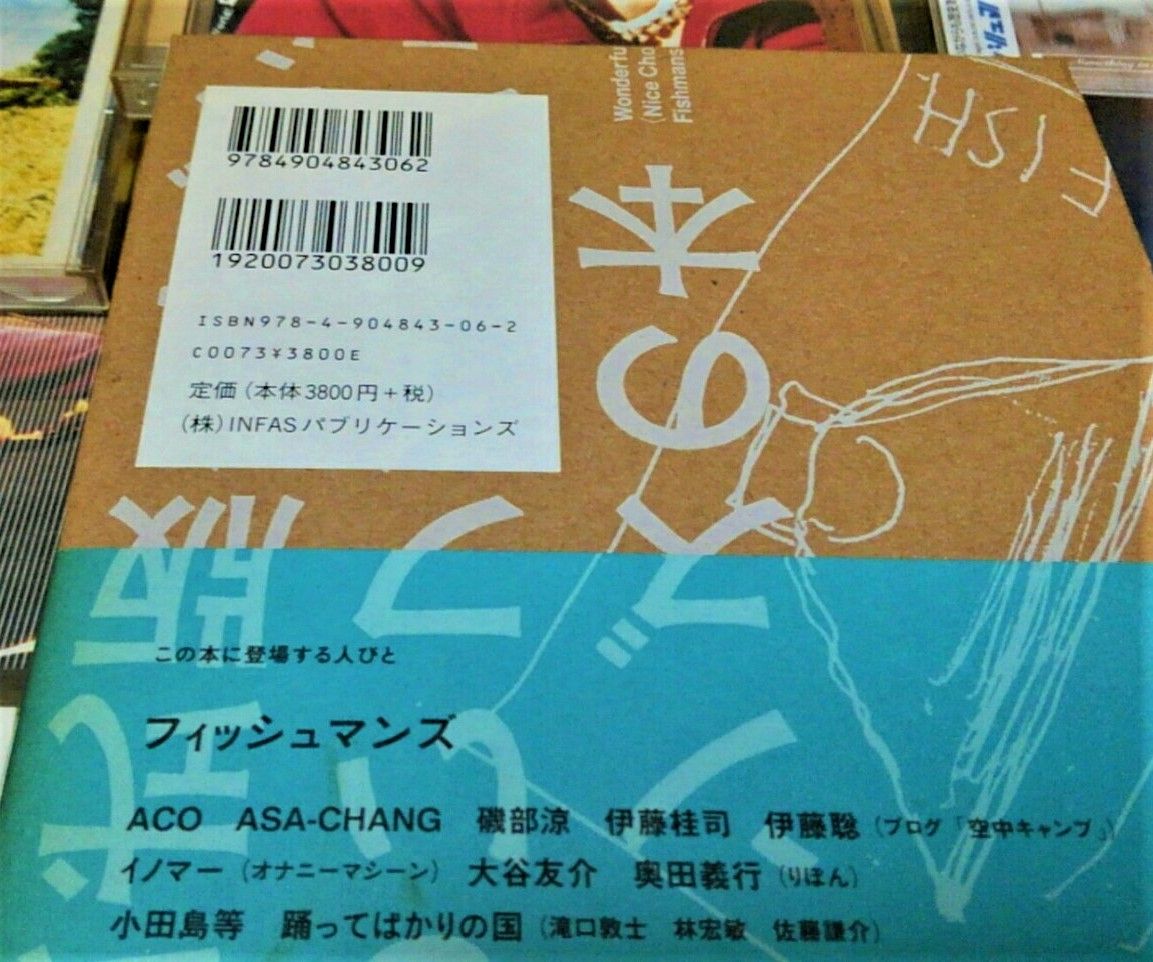 9784904843062
1920073038009
ISBN978-4-904843-06-2
C0073¥3800E
定価(本体3800円+税)
(株)INFASパブリケーションズ
Wonderfu
(Nice Cho
Fishmans
FISH
の本
ズ
版
フ
この本に登場する人びと
フィッシュマンズ
ACO ASA-CHANG 磯部涼 伊藤桂司 伊藤聡(ブログ「空中キャンプ」)
イノマー(オナニーマシーン) 大谷友介 奥田義行(りぼん)
小田島等 踊ってばかりの国(滝口敦士 林宏敏 佐藤謙介)